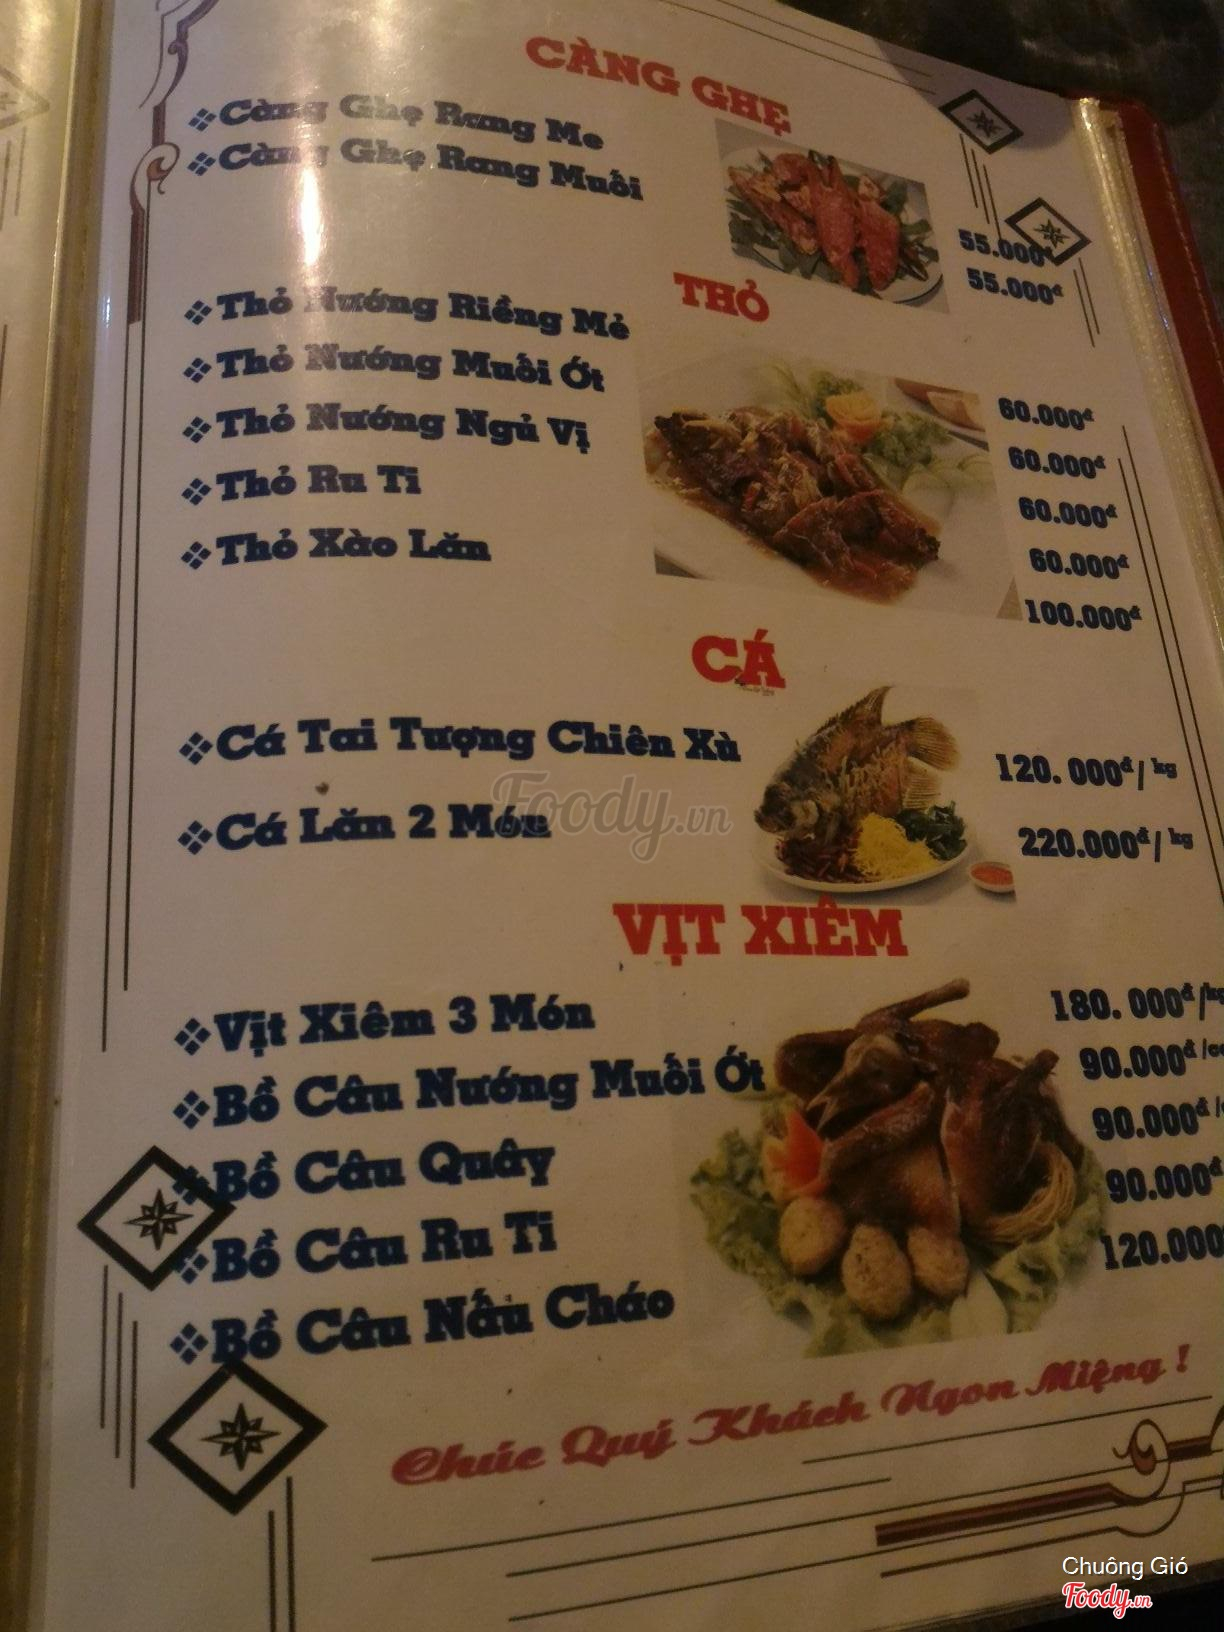 CÀNG GHẸ
Càng Ghẹ Rang Me 55.000đ
Càng Ghẹ Rang Muối 55.000đ
THỎ
Thỏ Nướng Riềng Mẻ 60.000đ
Thỏ Nướng Muối Ớt 60.000đ
Thỏ Nướng Ngủ Vị 60.000đ
Thỏ Ru Ti 60.000đ
Thỏ Xào Lăn 100.000đ
CÁ
Cá Tai Tượng Chiên Xù 120. 000đ/ kg
Cá Lăn 2 Món 220.000đ/ kg
Foody.vn
VỊT XIÊM
Vịt Xiêm 3 Món 180. 000đ/kg
Bồ Câu Nướng Muối Ớt 90.000đ
Bồ Câu Quây 90.000đ
Bồ Câu Ru Ti 90.000đ
Bồ Câu Nấu Cháo 120.000
Chúc Quý Khách Ngon Miệng !
Chuông Gió
Foody.vn